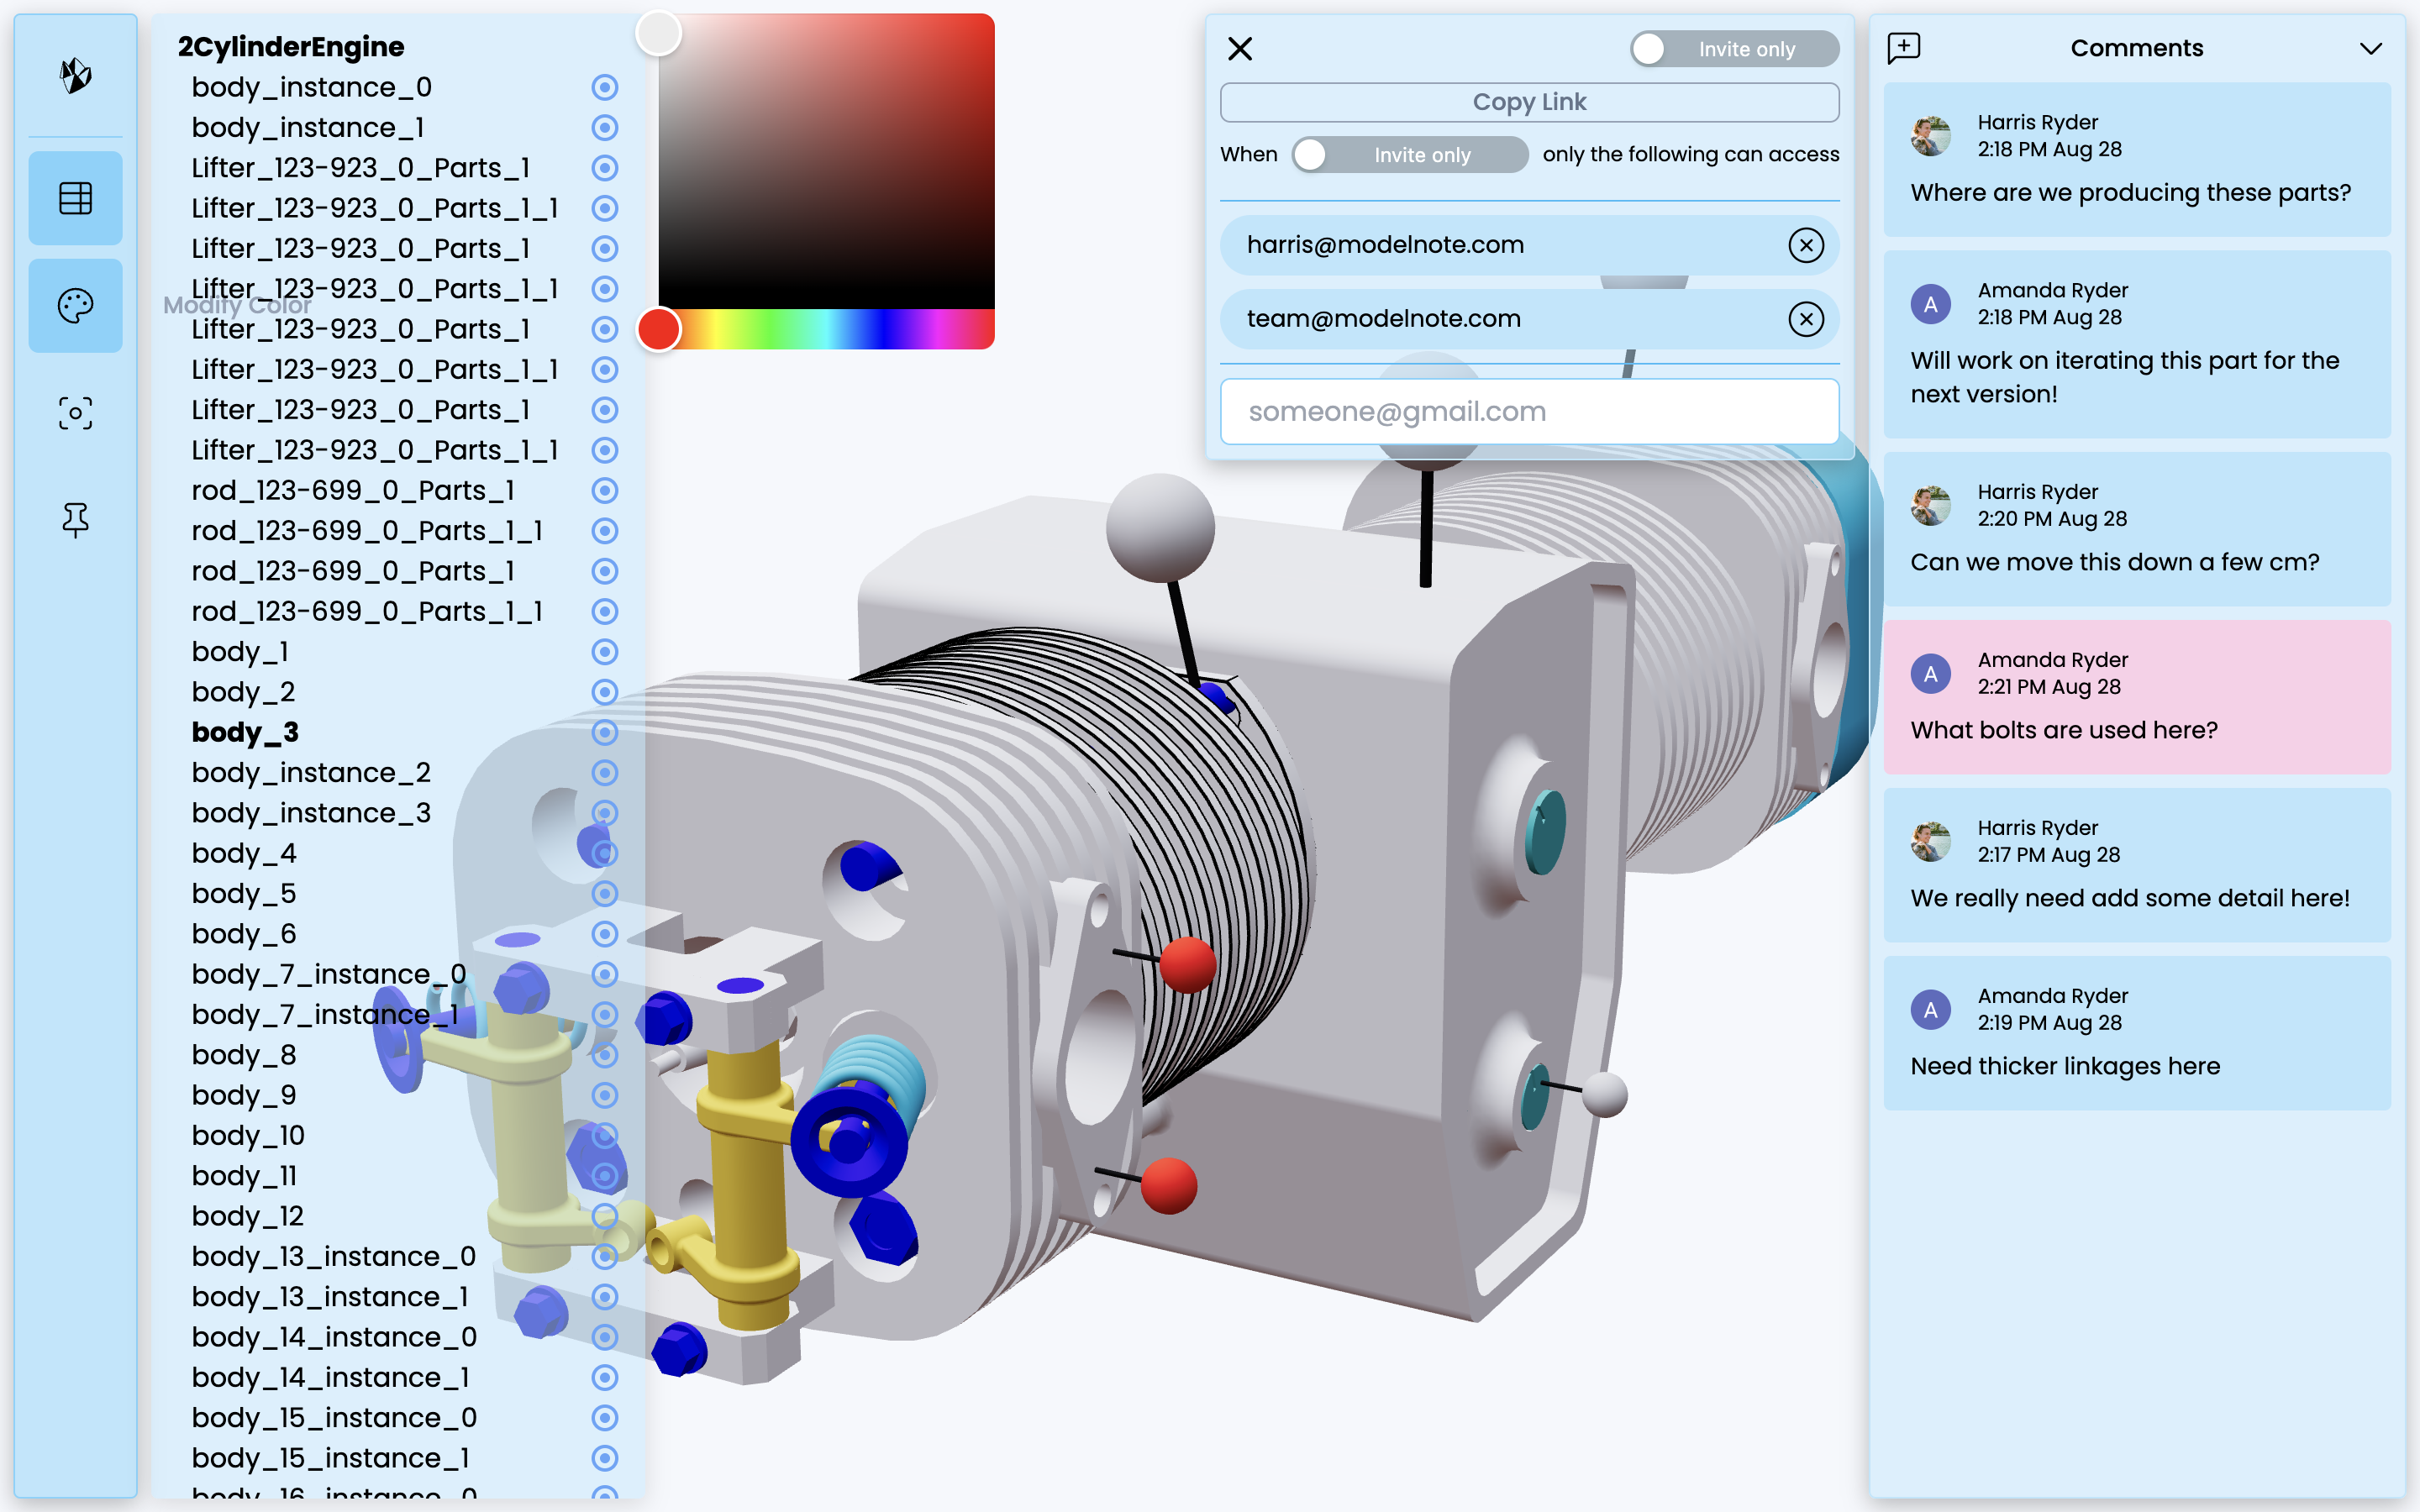 2CylinderEngine
body_instance_0
body_instance_1
Lifter_123-923_0_Parts_1
Lifter_123-923_0_Parts_1_1
Lifter_123-923_0_Parts_1
Lifter_123-923_0_Parts_1_1
Modify Color
Lifter_123-923_0_Parts_1
Lifter_123-923_0_Parts_1_1
Lifter_123-923_0_Parts_1
Lifter_123-923_0_Parts_1_1
rod_123-699_0_Parts_1
rod_123-699_0_Parts_1_1
rod_123-699_0_Parts_1
rod_123-699_0_Parts_1_1
body_1
body_2
body_3
body_instance_2
body_instance_3
body_4
body_5
body_6
body_7_instance_0
body_7_instance_1
body_8
body_9
body_10
body_11
body_12
body_13_instance_0
body_13_instance_1
body_14_instance_0
body_14_instance_1
body_15_instance_0
body_15_instance_1
body_16_instance_0
Invite only
Copy Link
When Invite only only the following can access
harris@modelnote.com
team@modelnote.com
someone@gmail.com
Comments
Harris Ryder
2:18 PM Aug 28
Where are we producing these parts?
A
Amanda Ryder
2:18 PM Aug 28
Will work on iterating this part for the
next version!
Harris Ryder
2:20 PM Aug 28
Can we move this down a few cm?
A
Amanda Ryder
2:21 PM Aug 28
What bolts are used here?
Harris Ryder
2:17 PM Aug 28
We really need add some detail here!
A
Amanda Ryder
2:19 PM Aug 28
Need thicker linkages here